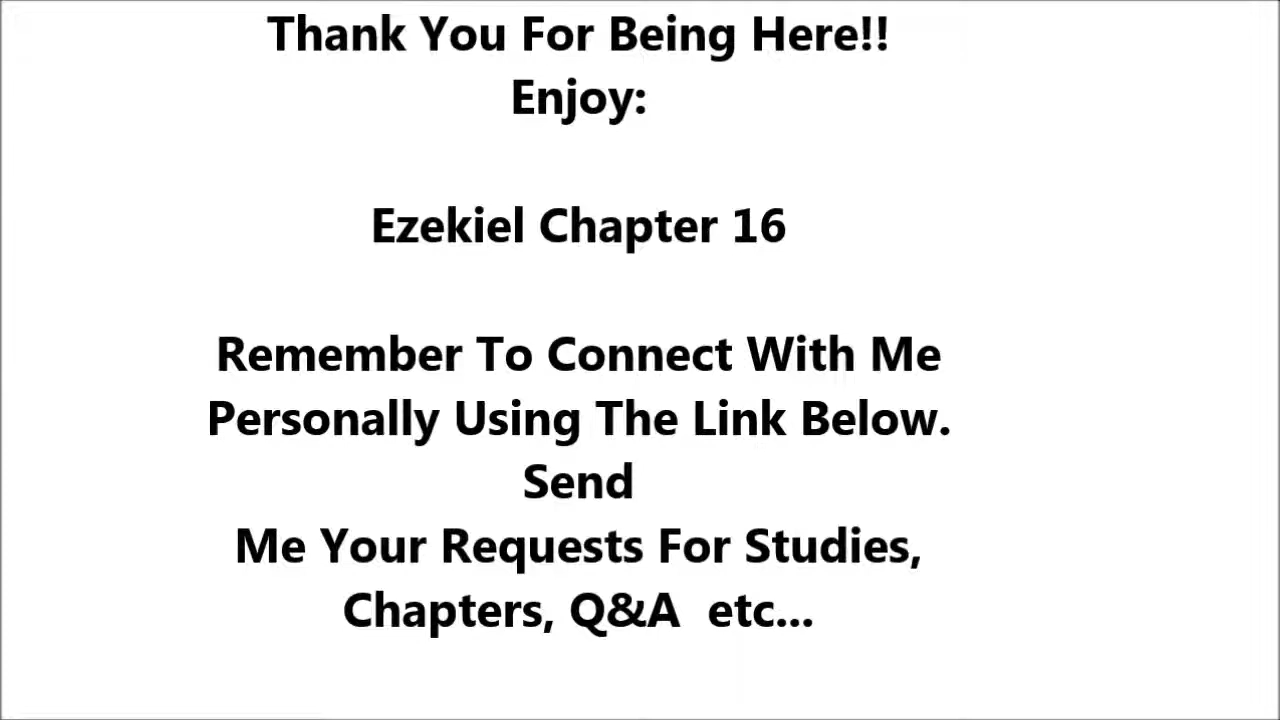 Thank You For Being Here!!
Enjoy:
Ezekiel Chapter 16
Remember To Connect With Me
Personally Using The Link Below.
Send
Me Your Requests For Studies,
Chapters, Q&A  etc...